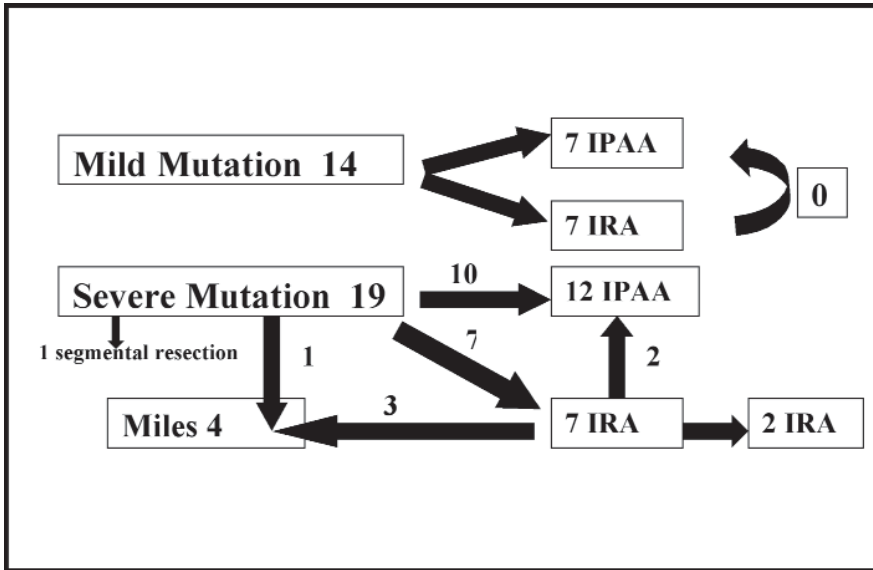 Mild Mutation 14
7 IPAA
0
7 IRA
Severe Mutation 19
10
12 IPAA
1 segmental resection
1
7
2
Miles 4
3
7 IRA
2 IRA